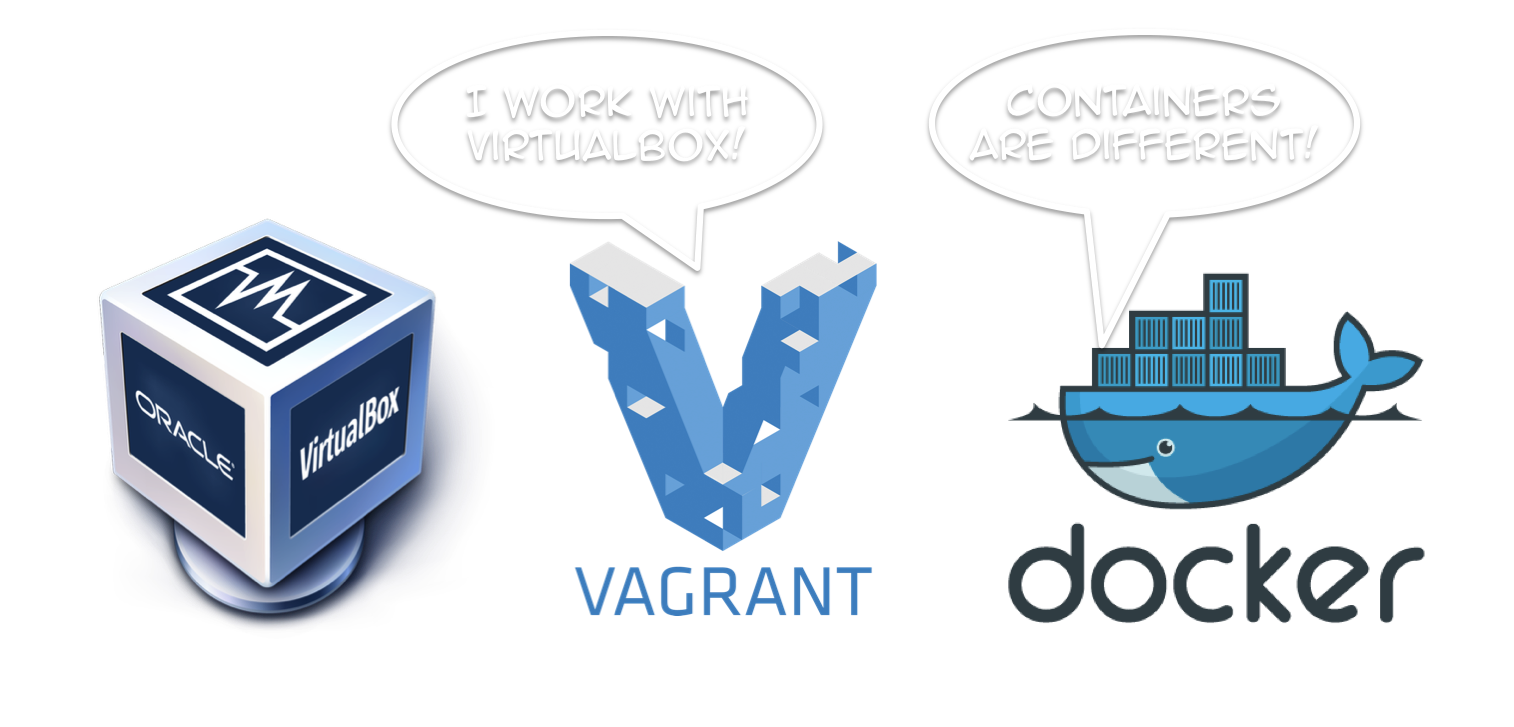 I WORK WITH
VIRTUALBOX!
CONTAINERS
ARE DIFFERENT!
ORACLE
VirtualBox
VAGRANT
docker